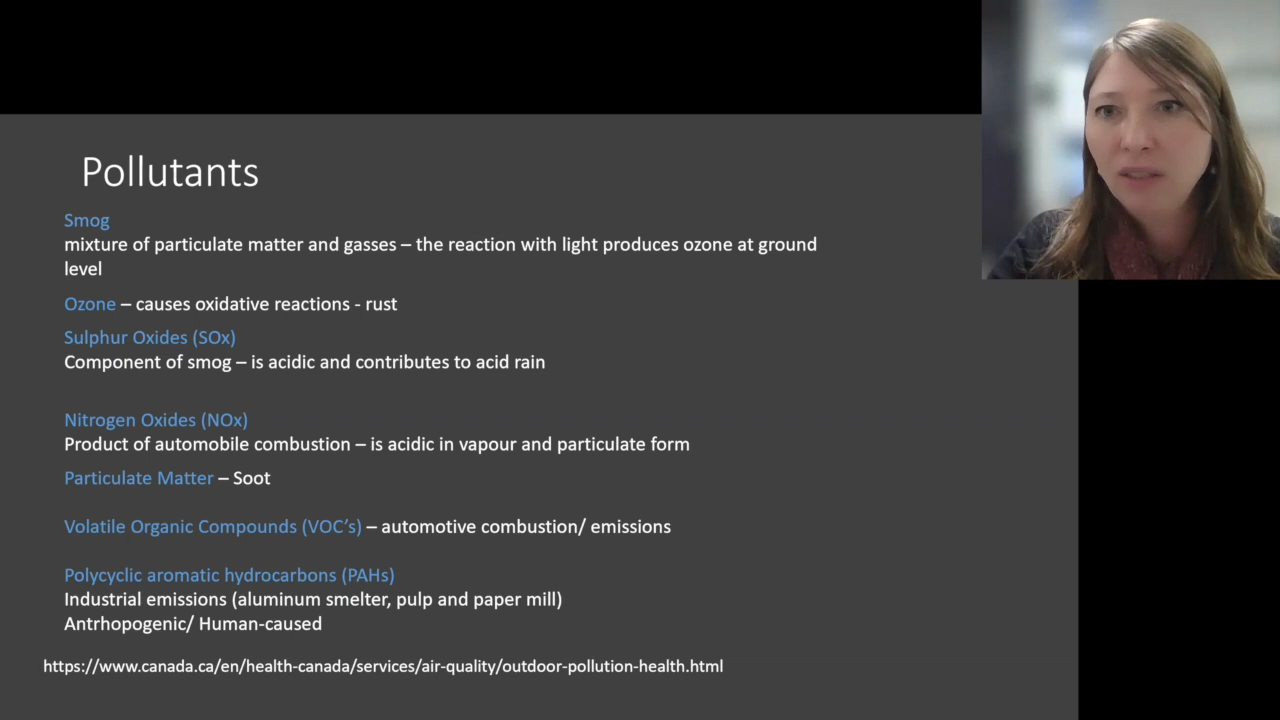 Pollutants
Smog
mixture of particulate matter and gasses – the reaction with light produces ozone at ground
level
Ozone – causes oxidative reactions - rust
Sulphur Oxides (SOx)
Component of smog – is acidic and contributes to acid rain
Nitrogen Oxides (NOx)
Product of automobile combustion – is acidic in vapour and particulate form
Particulate Matter – Soot
Volatile Organic Compounds (VOC’s) – automotive combustion/ emissions
Polycyclic aromatic hydrocarbons (PAHs)
Industrial emissions (aluminum smelter, pulp and paper mill)
Antrhopogenic/ Human-caused
https://www.canada.ca/en/health-canada/services/air-quality/outdoor-pollution-health.html